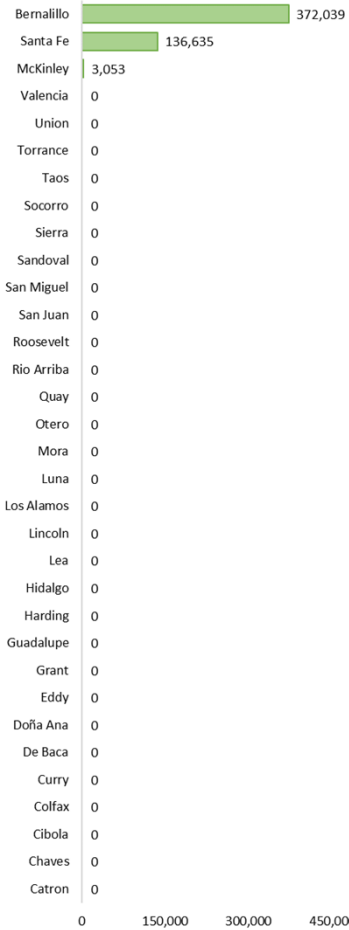 Bernalillo 372,039
Santa Fe 136,635
McKinley 3,053
Valencia 0
Union 0
Torrance 0
Taos 0
Socorro 0
Sierra 0
Sandoval 0
San Miguel 0
San Juan 0
Roosevelt 0
Rio Arriba 0
Quay 0
Otero 0
Mora 0
Luna 0
Los Alamos 0
Lincoln 0
Lea 0
Hidalgo 0
Harding 0
Guadalupe 0
Grant 0
Eddy 0
Doña Ana 0
De Baca 0
Curry 0
Colfax 0
Cibola 0
Chaves 0
Catron 0
0 150,000 300,000 450,00